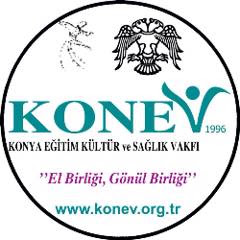 KONEV
1996
KONYA EĞİTİM KÜLTÜR ve SAĞLIK VAKFI
''El Birliği, Gönül Birliği''
www.konev.org.tr